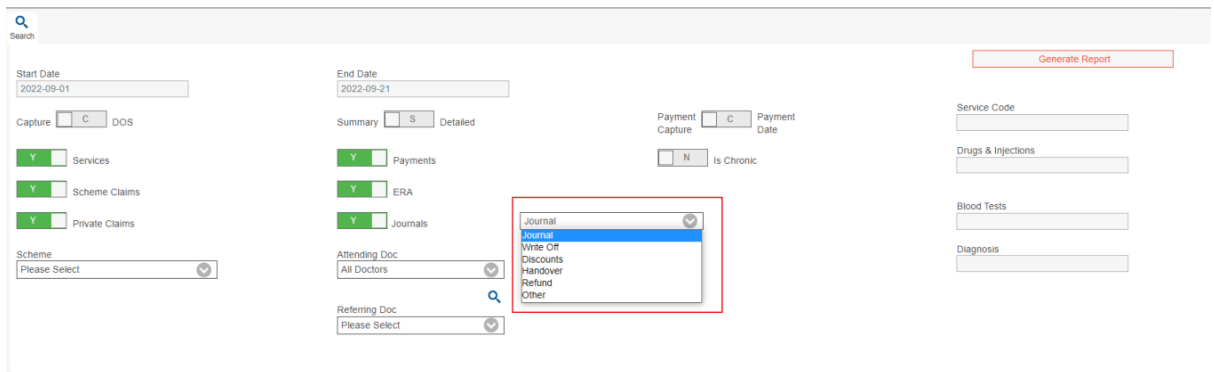 Search
Generate Report
Start Date
2022-09-01
End Date
2022-09-21
Capture C DOS
Summary S Detailed
Payment Capture C Payment Date
Service Code
Y Services
Y Payments
N Is Chronic
Drugs & Injections
Y Scheme Claims
Y ERA
Y Private Claims
Y Journals
Journal
Journal
Write Off
Discounts
Handover
Refund
Other
Blood Tests
Scheme
Please Select
Attending Doc
All Doctors
Diagnosis
Referring Doc
Please Select